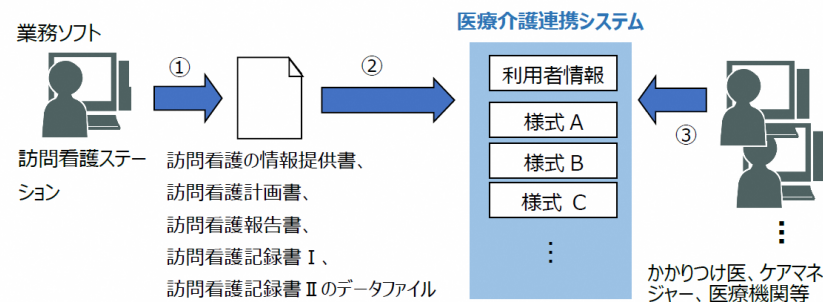 医療介護連携システム
業務ソフト
①
②
利用者情報
様式 A
様式 B
様式 C
⋮
③
訪問看護ステー
ション
訪問看護の情報提供書、
訪問看護計画書、
訪問看護報告書、
訪問看護記録書Ⅰ、
訪問看護記録書Ⅱのデータファイル
⋮
かかりつけ医、ケアマネ
ジャー、医療機関等